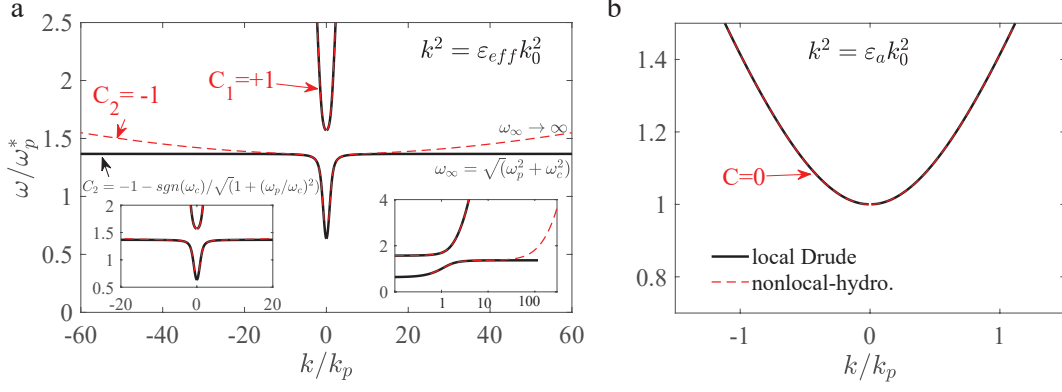 a
2.5
2
1.5
1
0.5
0
ω/ω*p
k² = ε_eff k₀²
C₁=+1
C₂= -1
ω∞ → ∞
ω∞ = √(ωp² + ωc²)
C₂ = −1 − sgn(ωc)/√(1 + (ωp/ωc)²)
2
1.5
1
0.5
-20
0
20
4
2
0
1
10
100
-60
-40
-20
0
20
40
60
k/kp
b
1.4
1.2
1
0.8
k² = εₐk₀²
C=0
local Drude
nonlocal-hydro.
-1
0
1
k/kp